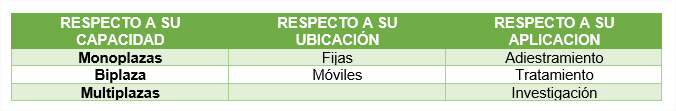 RESPECTO A SU CAPACIDAD
RESPECTO A SU UBICACIÓN
RESPECTO A SU APLICACION
Monoplazas Fijas Adiestramiento
Biplaza Móviles Tratamiento
Multiplazas Investigación